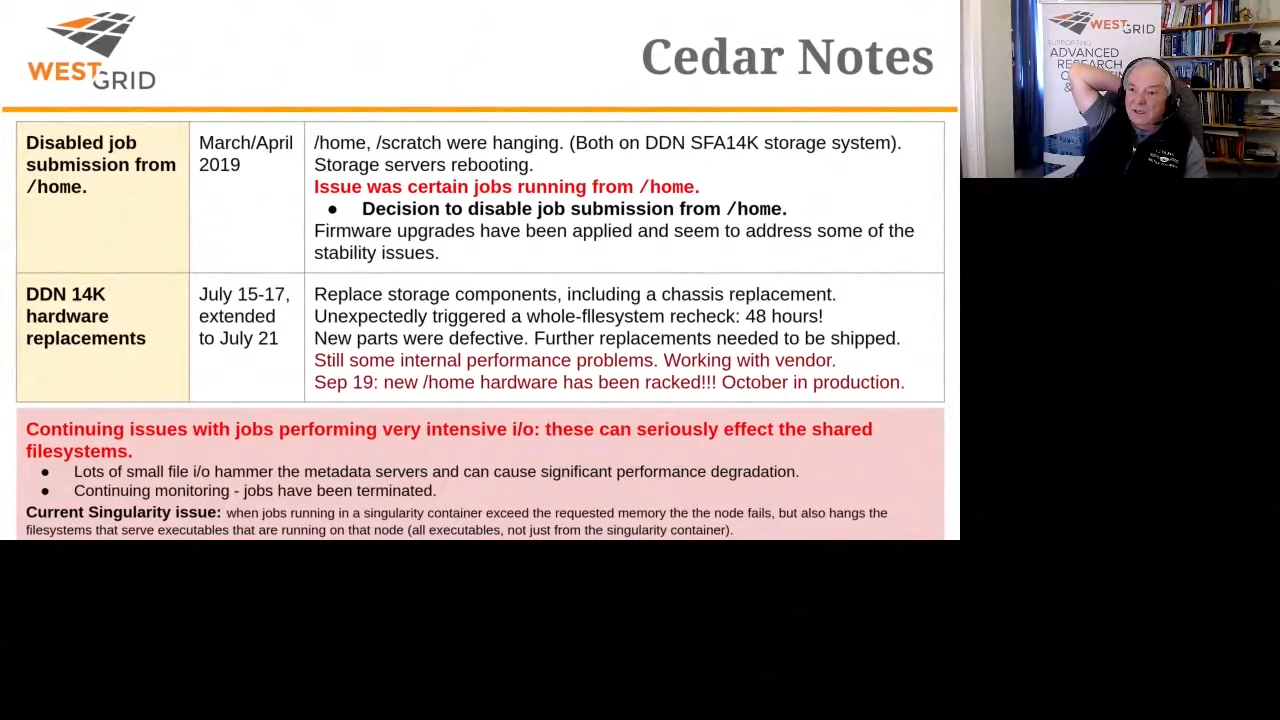 WESTGRID
Cedar Notes
Disabled job
submission from
/home.
March/April
2019
/home, /scratch were hanging. (Both on DDN SFA14K storage system).
Storage servers rebooting.
Issue was certain jobs running from /home.
● Decision to disable job submission from /home.
Firmware upgrades have been applied and seem to address some of the
stability issues.
DDN 14K
hardware
replacements
July 15-17,
extended
to July 21
Replace storage components, including a chassis replacement.
Unexpectedly triggered a whole-fllesystem recheck: 48 hours!
New parts were defective. Further replacements needed to be shipped.
Still some internal performance problems. Working with vendor.
Sep 19: new /home hardware has been racked!!! October in production.
Continuing issues with jobs performing very intensive i/o: these can seriously effect the shared
filesystems.
● Lots of small file i/o hammer the metadata servers and can cause significant performance degradation.
● Continuing monitoring - jobs have been terminated.
Current Singularity issue: when jobs running in a singularity container exceed the requested memory the the node fails, but also hangs the
filesystems that serve executables that are running on that node (all executables, not just from the singularity container).
WESTGRID
SUPPORTING
ADVANCED
RESEARCH